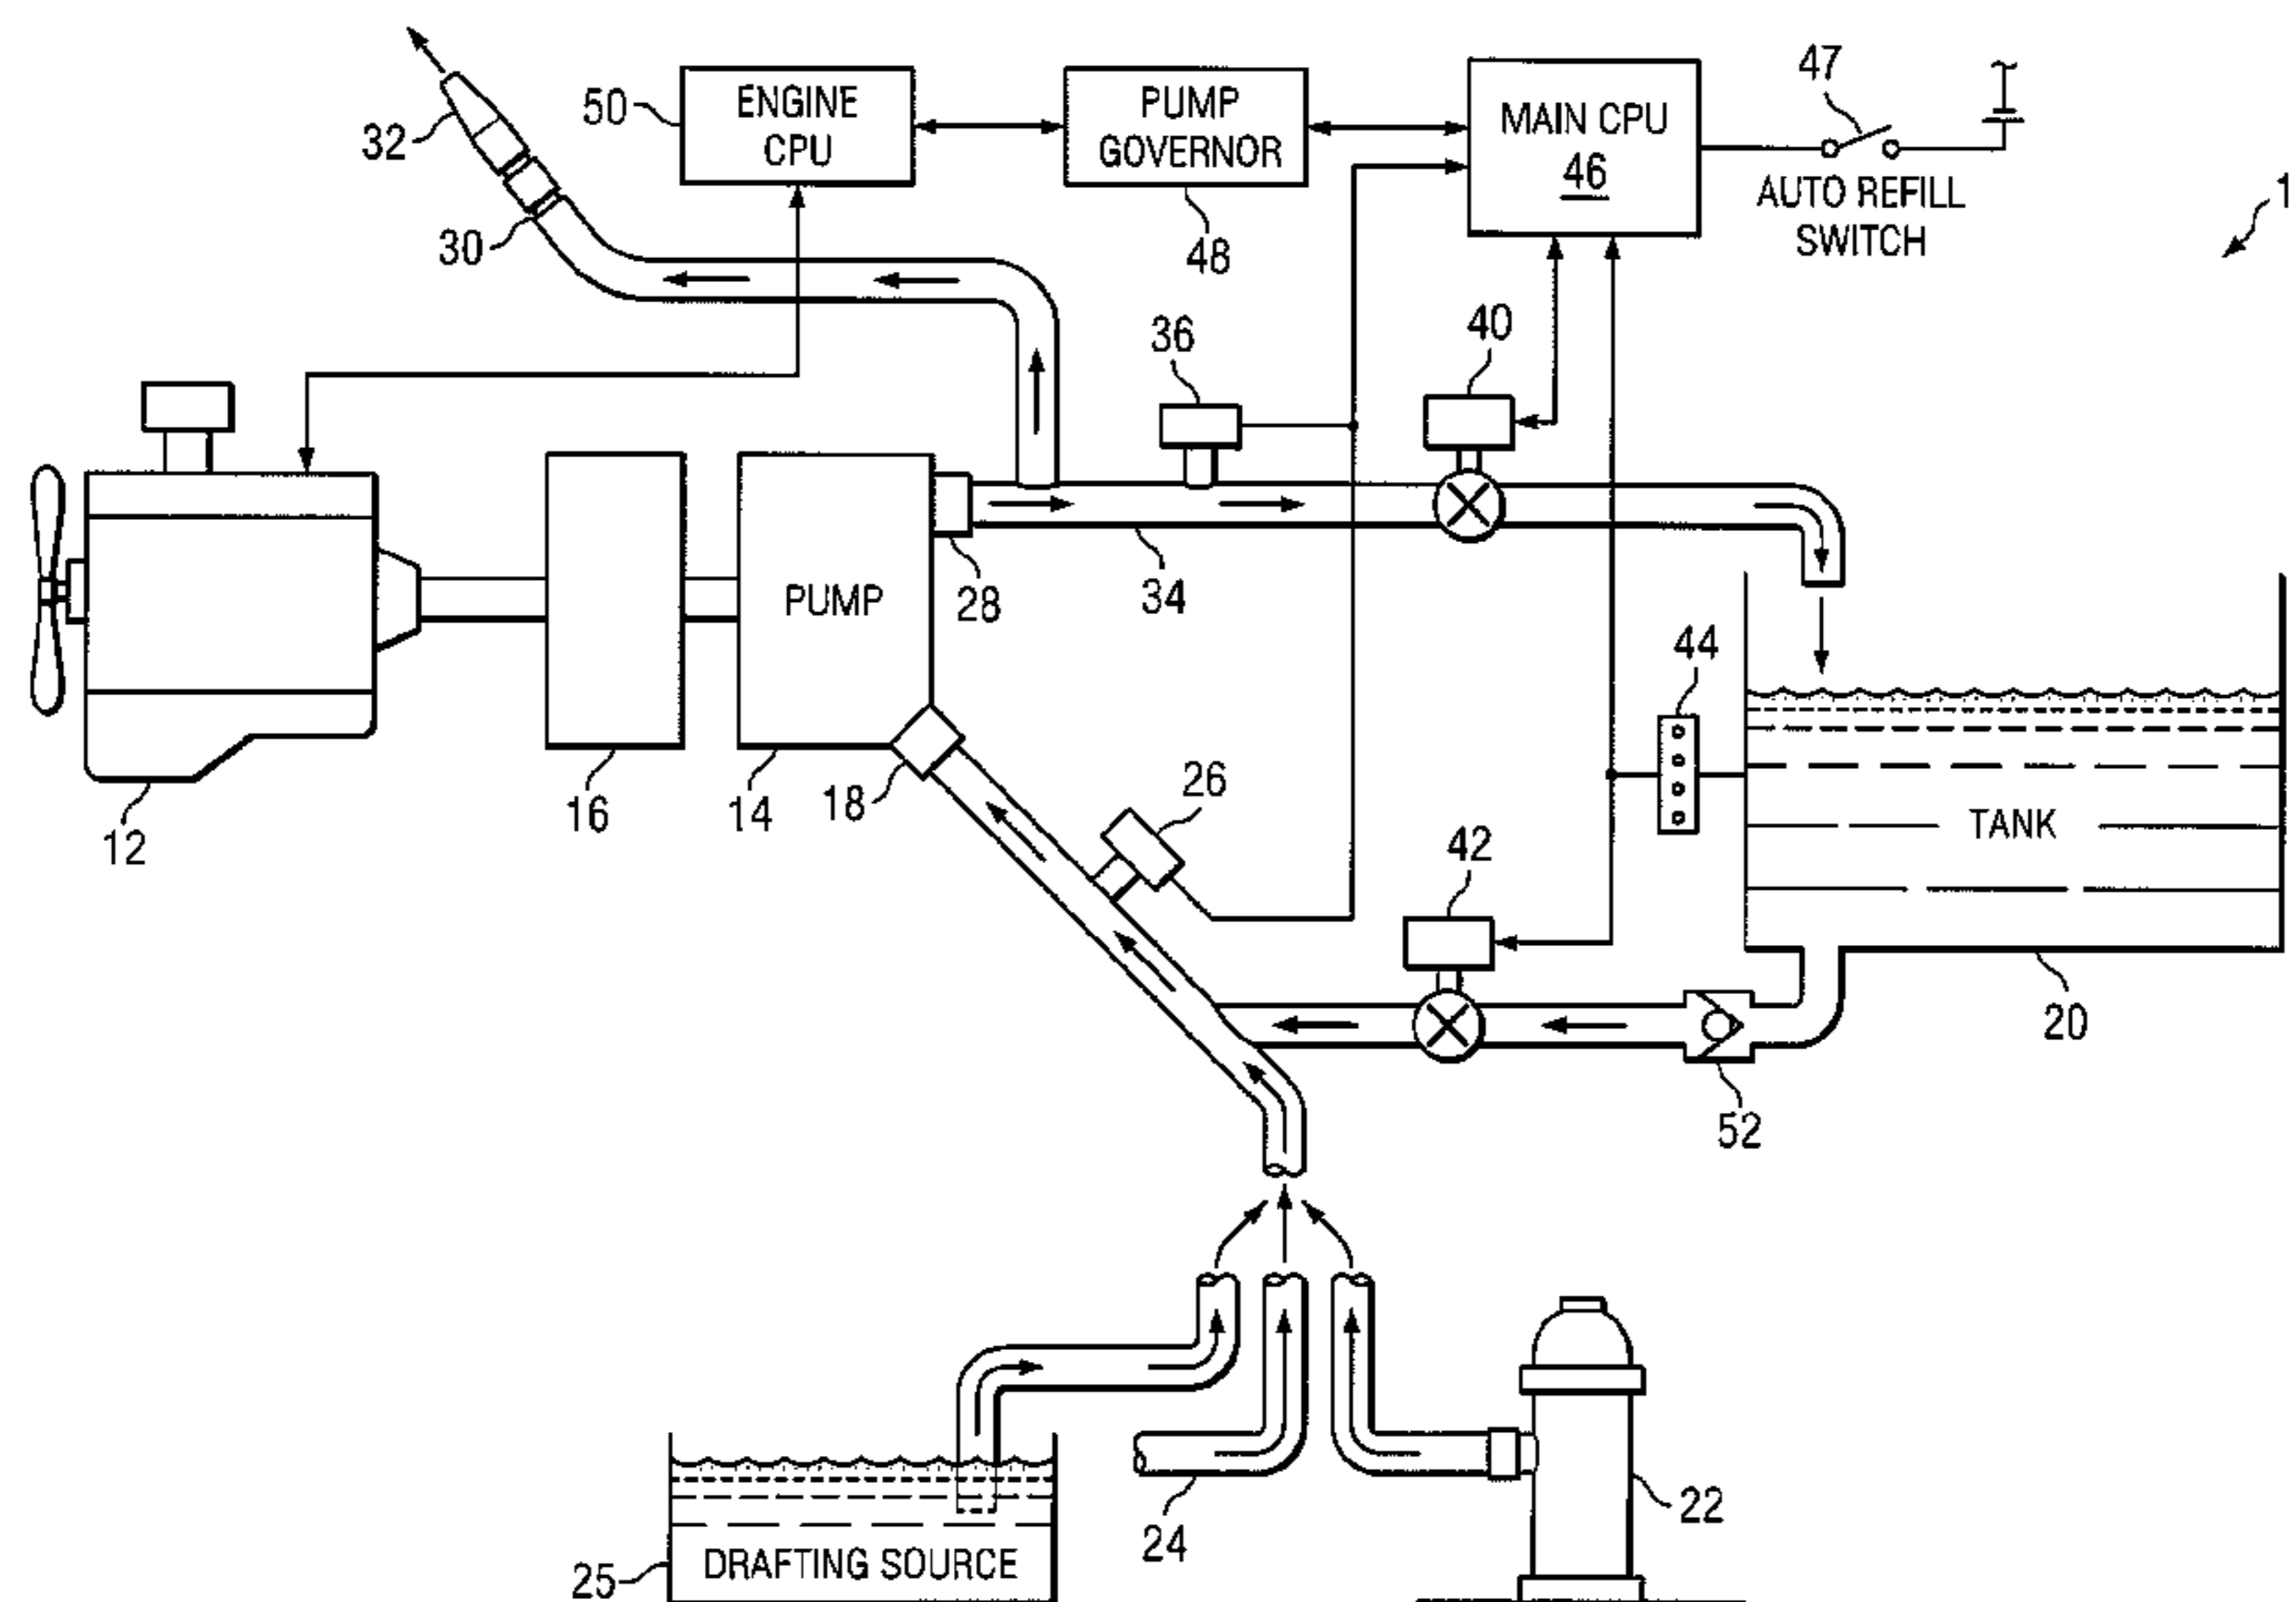 32
50
ENGINE
CPU
PUMP
GOVERNOR
48
MAIN CPU
46
47
AUTO REFILL
SWITCH
1
30
36
40
12
16
PUMP
14
18
28
34
26
44
42
TANK
20
52
25
DRAFTING SOURCE
24
22